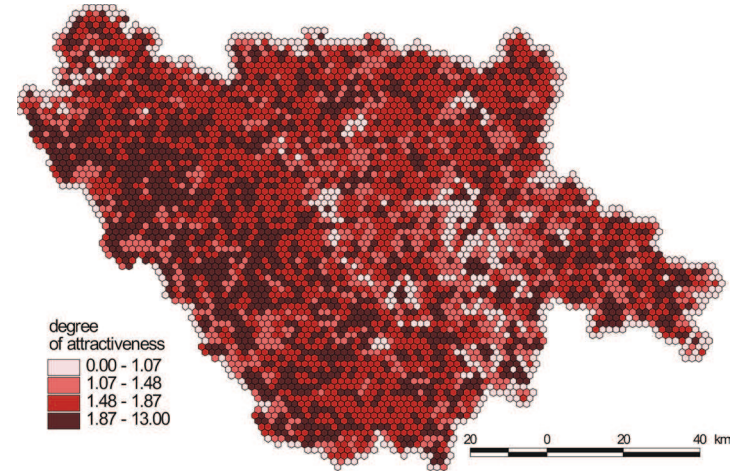 degree
of attractiveness
0.00 - 1.07
1.07 - 1.48
1.48 - 1.87
1.87 - 13.00
20 0 20 40 km